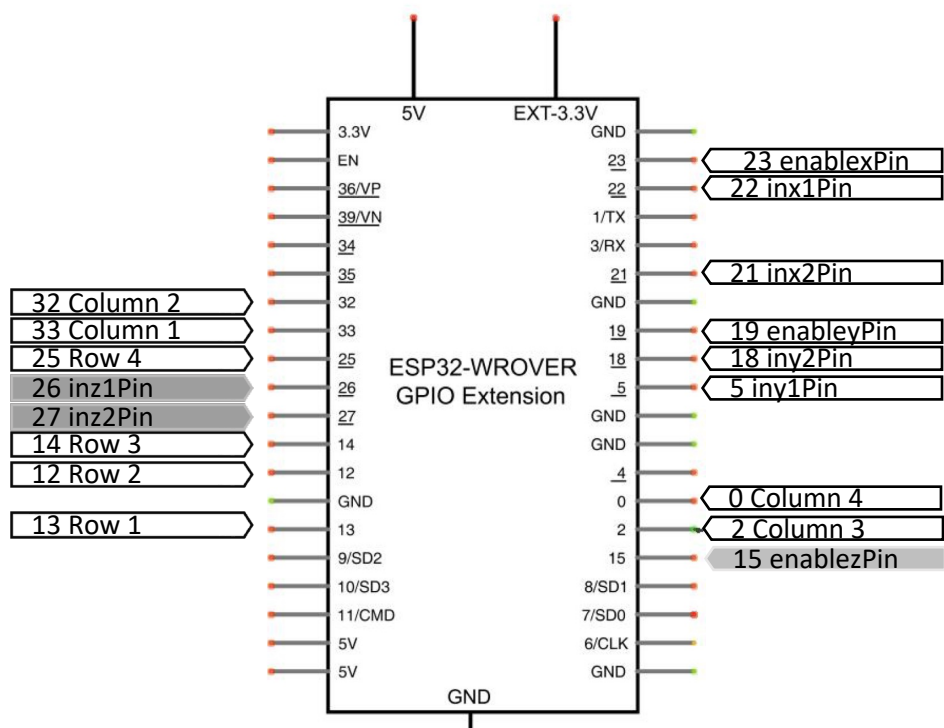 5V
EXT-3.3V
3.3V
GND
EN
23
23 enablexPin
36/VP
22
22 inx1Pin
39/VN
1/TX
34
3/RX
35
21
21 inx2Pin
32 Column 2
32
GND
33 Column 1
33
19
19 enableyPin
25 Row 4
25
18
18 iny2Pin
ESP32-WROVER
GPIO Extension
26 inz1Pin
26
5
5 iny1Pin
27 inz2Pin
27
GND
14 Row 3
14
GND
12 Row 2
12
4
GND
0
0 Column 4
13 Row 1
13
2
2 Column 3
9/SD2
15
15 enablezPin
10/SD3
8/SD1
11/CMD
7/SD0
5V
6/CLK
5V
GND
GND